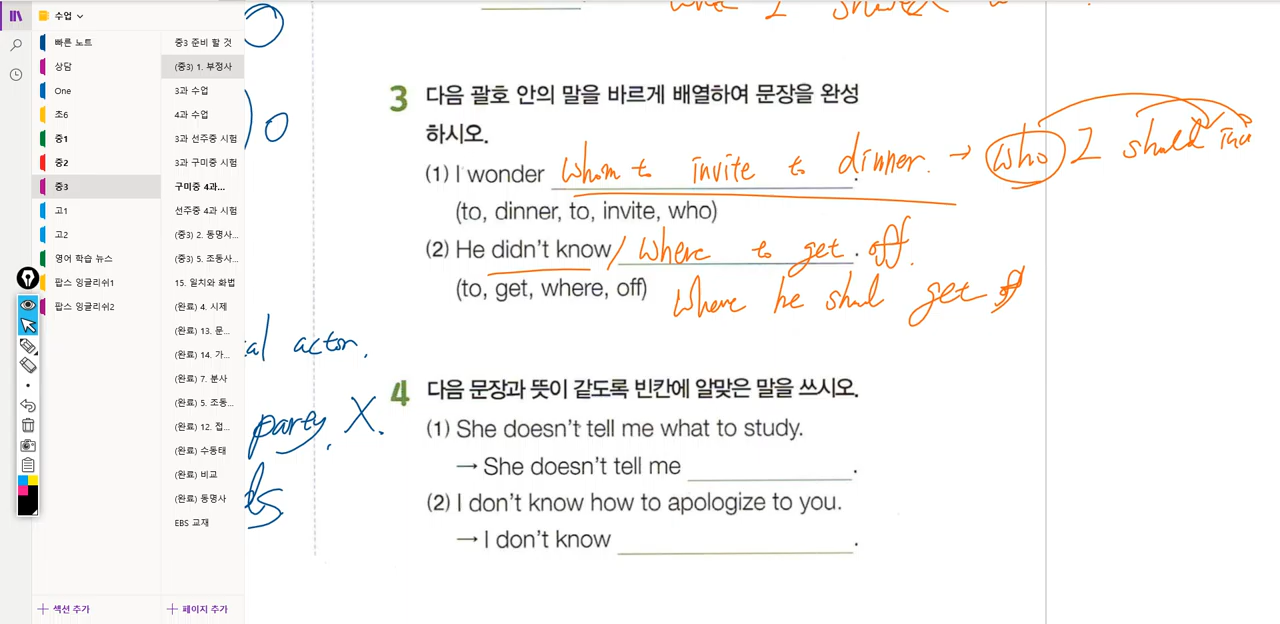 수업
빠른 노트
상담
One
초6
중1
중2
중3
고1
고2
영어 학습 뉴스
팝스 잉글리쉬1
팝스 잉글리쉬2
섹션 추가
중3 준비 할 것
(중3) 1. 부정사
3과 수업
4과 수업
3과 선주중 시험
3과 구미중 시험
구미중 4과...
선주중 4과 시험
(중3) 2. 동명사...
(중3) 5. 조동사...
15. 일치와 화법
(완료) 4. 시제
(완료) 13. 문...
(완료) 14. 가...
(완료) 7. 분사
(완료) 5. 조동...
(완료) 12. 접...
(완료) 수동태
(완료) 비교
(완료) 동명사
EBS 교재
페이지 추가
actor.
party. X.
3 다음 괄호 안의 말을 바르게 배열하여 문장을 완성
하시오.
(1) I wonder whom to invite to dinner. → who I should
(to, dinner, to, invite, who)
(2) He didn't know / where to get off.
(to, get, where, off) where he get
4 다음 문장과 뜻이 같도록 빈칸에 알맞은 말을 쓰시오.
(1) She doesn't tell me what to study.
→ She doesn't tell me .
(2) I don't know how to apologize to you.
→ I don't know .